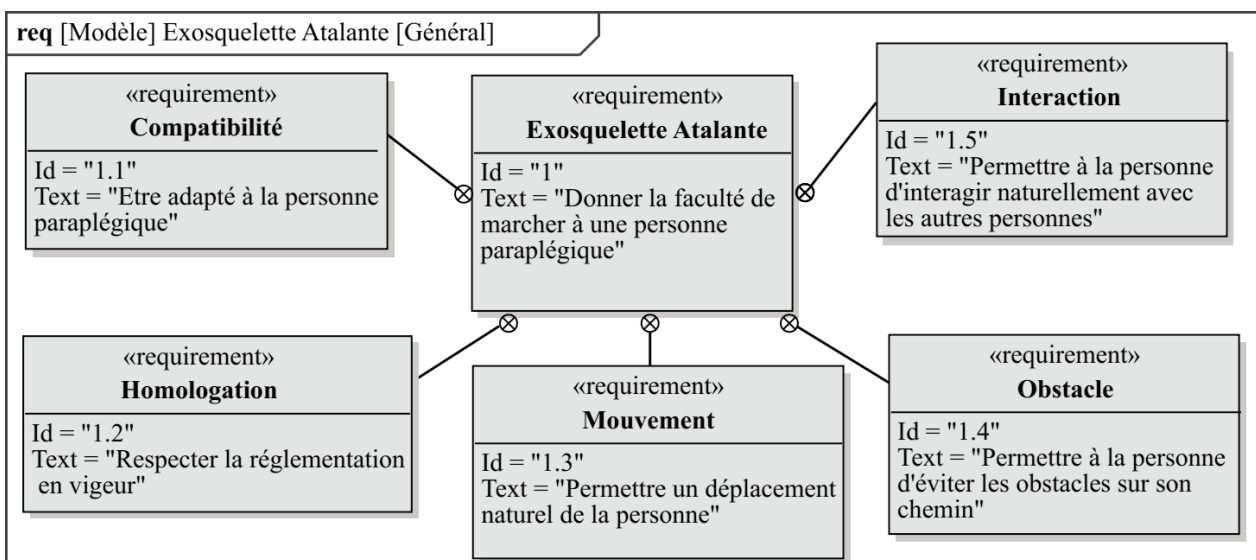 req [Modèle] Exosquelette Atalante [Général]
«requirement»
Compatibilité
Id = "1.1"
Text = "Etre adapté à la personne
paraplégique"
«requirement»
Exosquelette Atalante
Id = "1"
Text = "Donner la faculté de
marcher à une personne
paraplégique"
«requirement»
Interaction
Id = "1.5"
Text = "Permettre à la personne
d'interagir naturellement avec
les autres personnes"
«requirement»
Homologation
Id = "1.2"
Text = "Respecter la réglementation
en vigeur"
«requirement»
Mouvement
Id = "1.3"
Text = "Permettre un déplacement
naturel de la personne"
«requirement»
Obstacle
Id = "1.4"
Text = "Permettre à la personne
d'éviter les obstacles sur son
chemin"